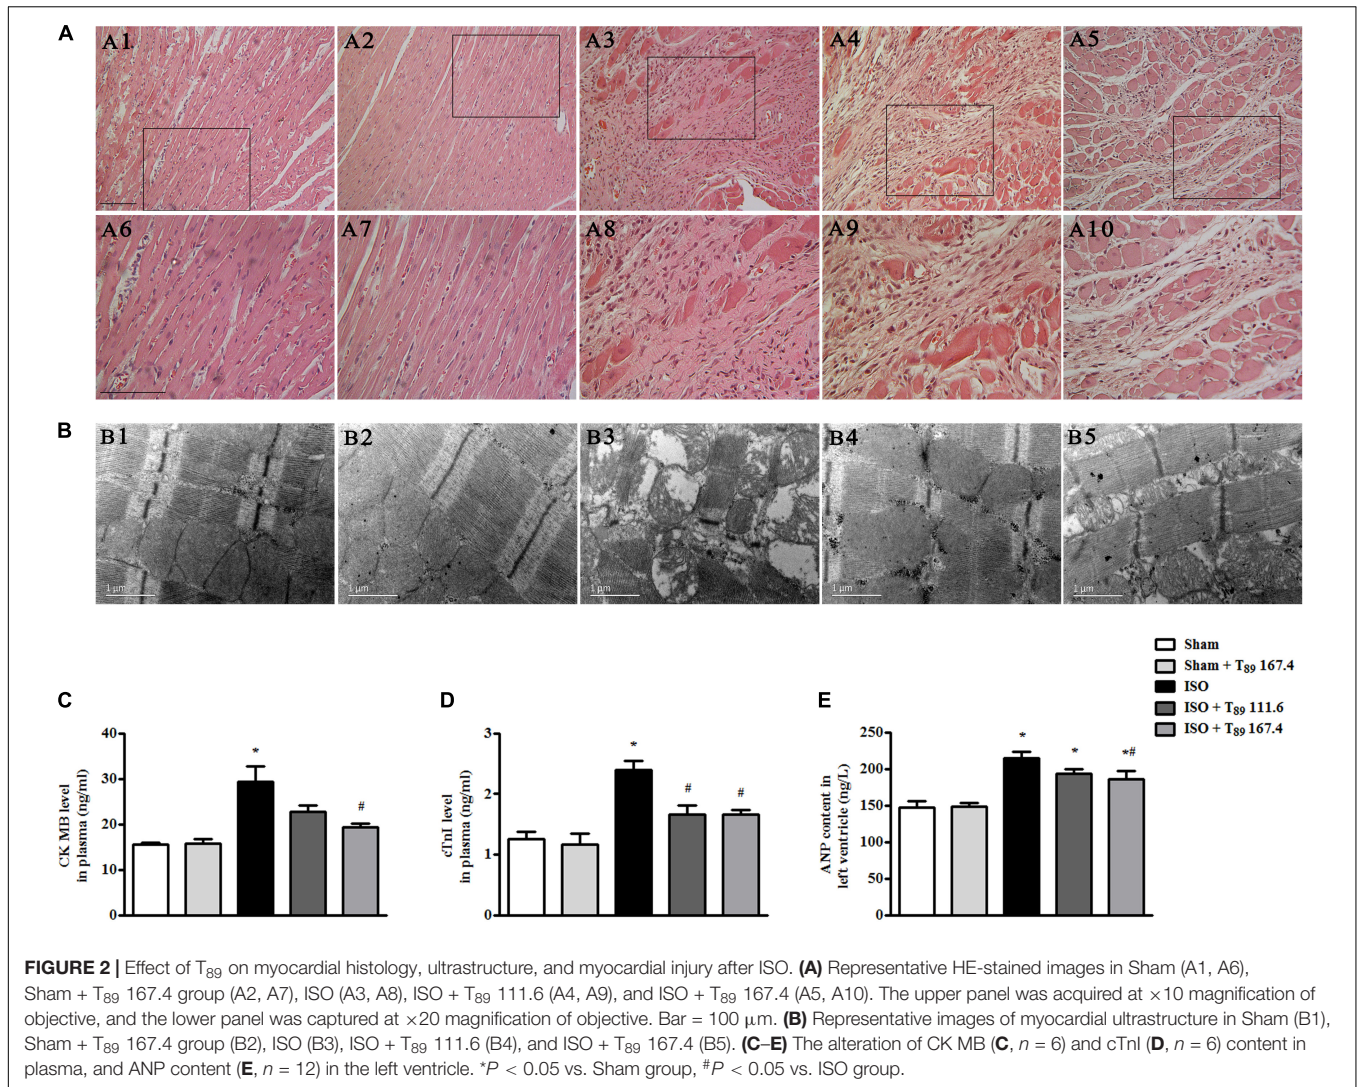 A
A1
A2
A3
A4
A5
A6
A7
A8
A9
A10
B
B1
B2
B3
B4
B5
1 μm
1 μm
1 μm
1 μm
1 μm
Sham
Sham + T89 167.4
ISO
ISO + T89 111.6
ISO + T89 167.4
C
CK MB level
in plasma (ng/ml)
40
30
20
10
0
*
#
D
cTnI level
in plasma (ng/ml)
3
2
1
0
*
#
#
E
ANP content in
left ventricle (ng/L)
250
200
150
100
50
0
*
*
*#
FIGURE 2 | Effect of T89 on myocardial histology, ultrastructure, and myocardial injury after ISO. (A) Representative HE-stained images in Sham (A1, A6),
Sham + T89 167.4 group (A2, A7), ISO (A3, A8), ISO + T89 111.6 (A4, A9), and ISO + T89 167.4 (A5, A10). The upper panel was acquired at ×10 magnification of
objective, and the lower panel was captured at ×20 magnification of objective. Bar = 100 μm. (B) Representative images of myocardial ultrastructure in Sham (B1),
Sham + T89 167.4 group (B2), ISO (B3), ISO + T89 111.6 (B4), and ISO + T89 167.4 (B5). (C–E) The alteration of CK MB (C, n = 6) and cTnI (D, n = 6) content in
plasma, and ANP content (E, n = 12) in the left ventricle. *P < 0.05 vs. Sham group, #P < 0.05 vs. ISO group.